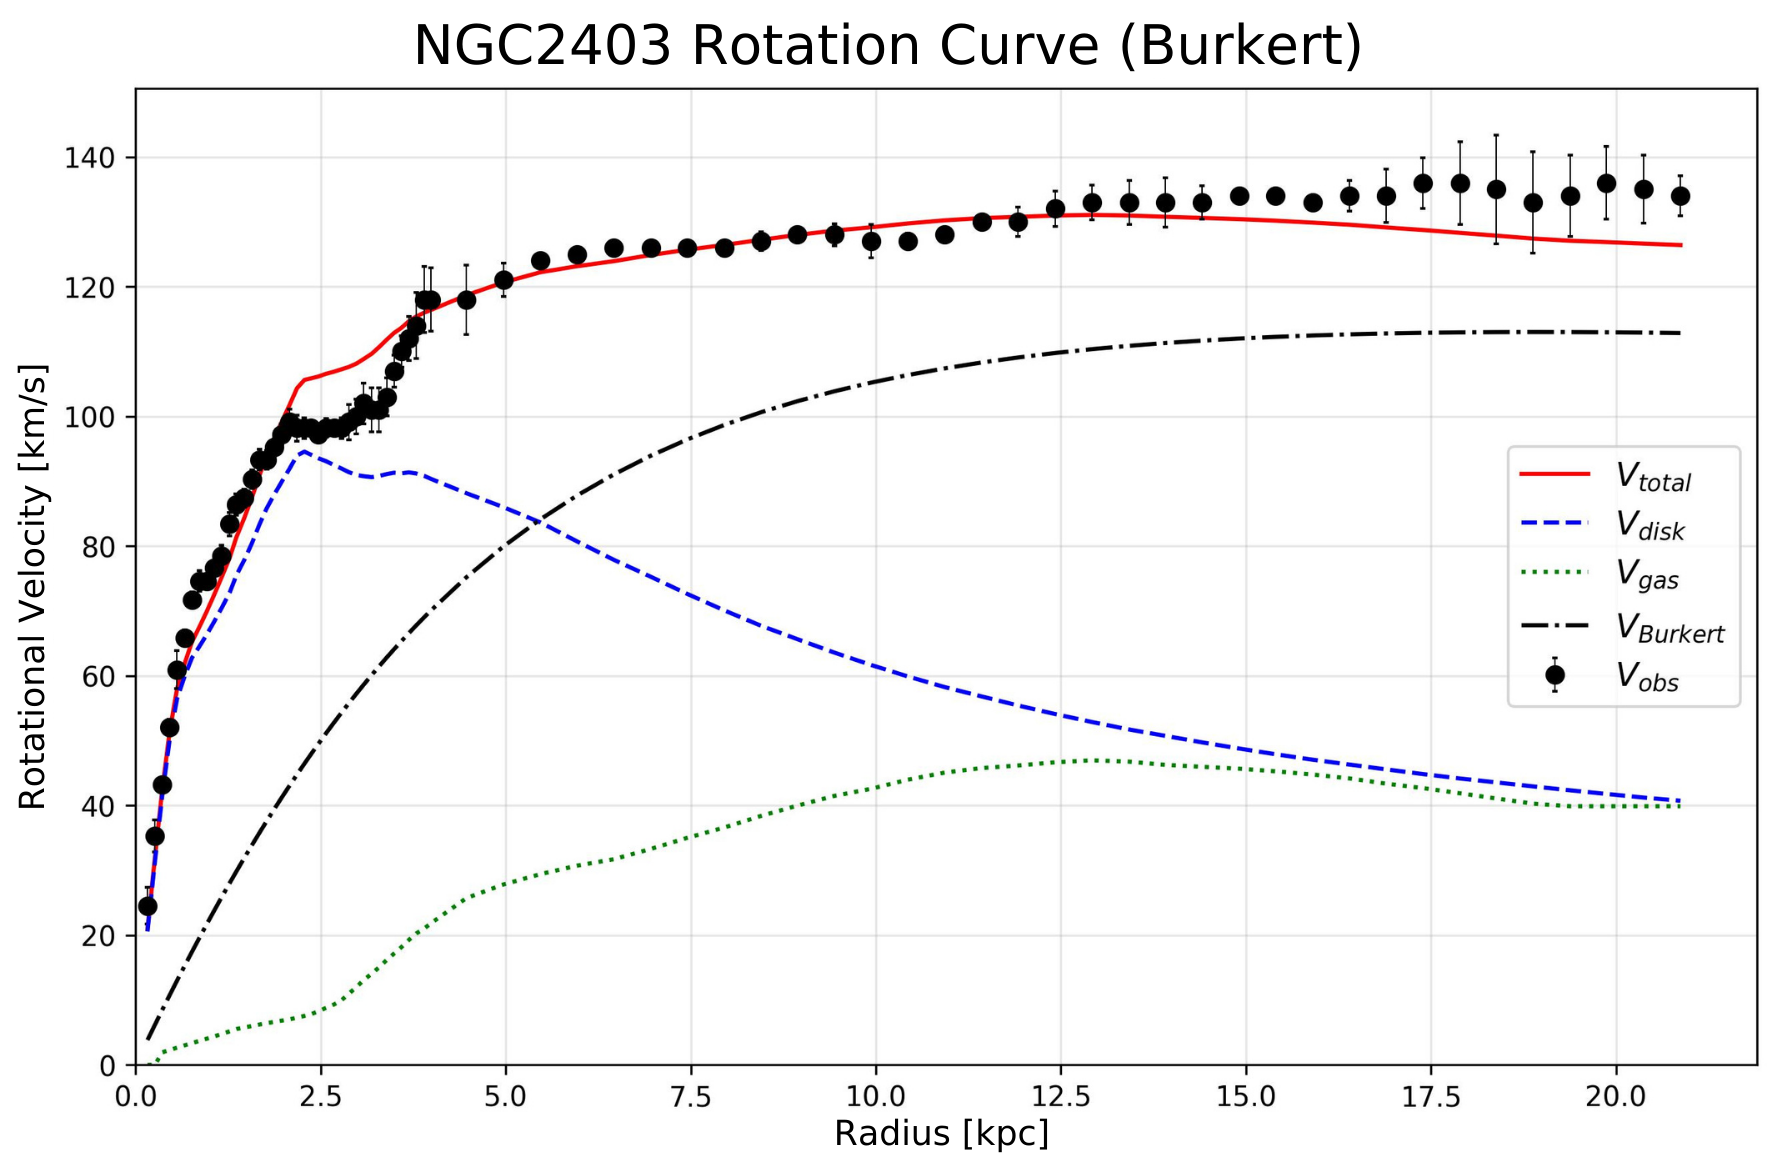 NGC2403 Rotation Curve (Burkert)
Rotational Velocity [km/s]
140
120
100
80
60
40
20
0
V_total
V_disk
V_gas
V_Burkert
V_obs
0.0 2.5 5.0 7.5 10.0 12.5 15.0 17.5 20.0
Radius [kpc]